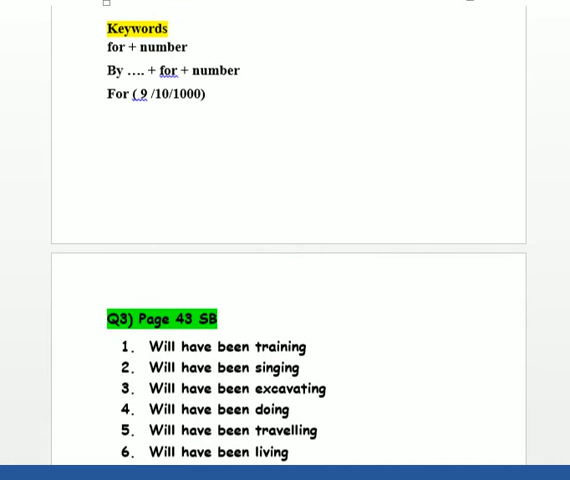 Keywords
for + number
By .... + for + number
For ( 9 /10/1000)
Q3) Page 43 SB
1. Will have been training
2. Will have been singing
3. Will have been excavating
4. Will have been doing
5. Will have been travelling
6. Will have been living